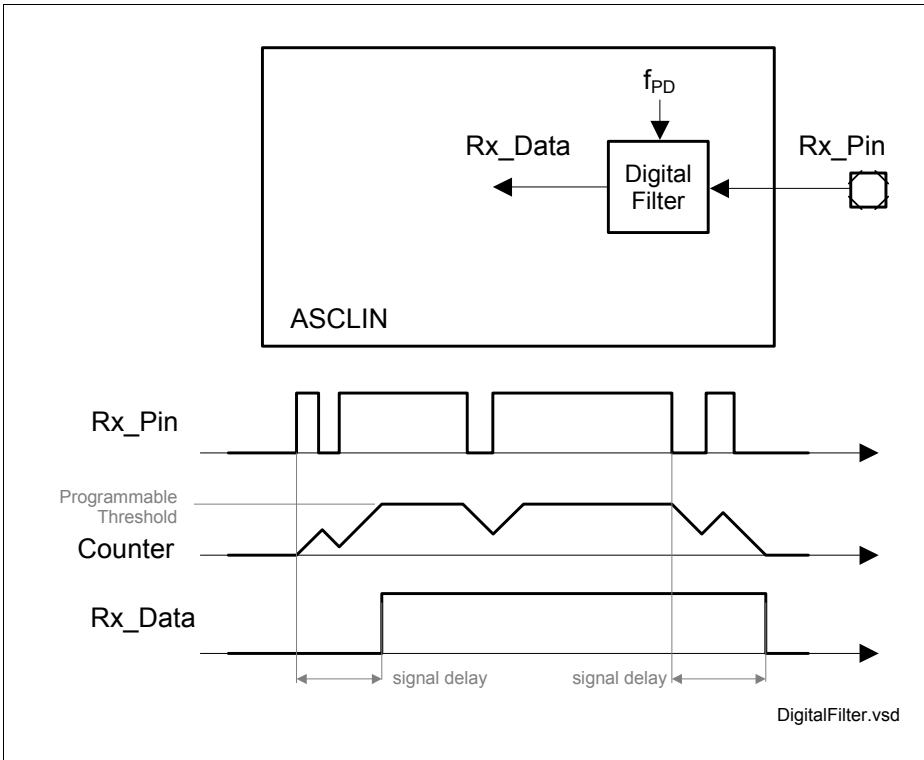 f_PD
Rx_Data
Rx_Pin
Digital
Filter
ASCLIN
Rx_Pin
Programmable
Threshold
Counter
Rx_Data
signal delay
signal delay
DigitalFilter.vsd